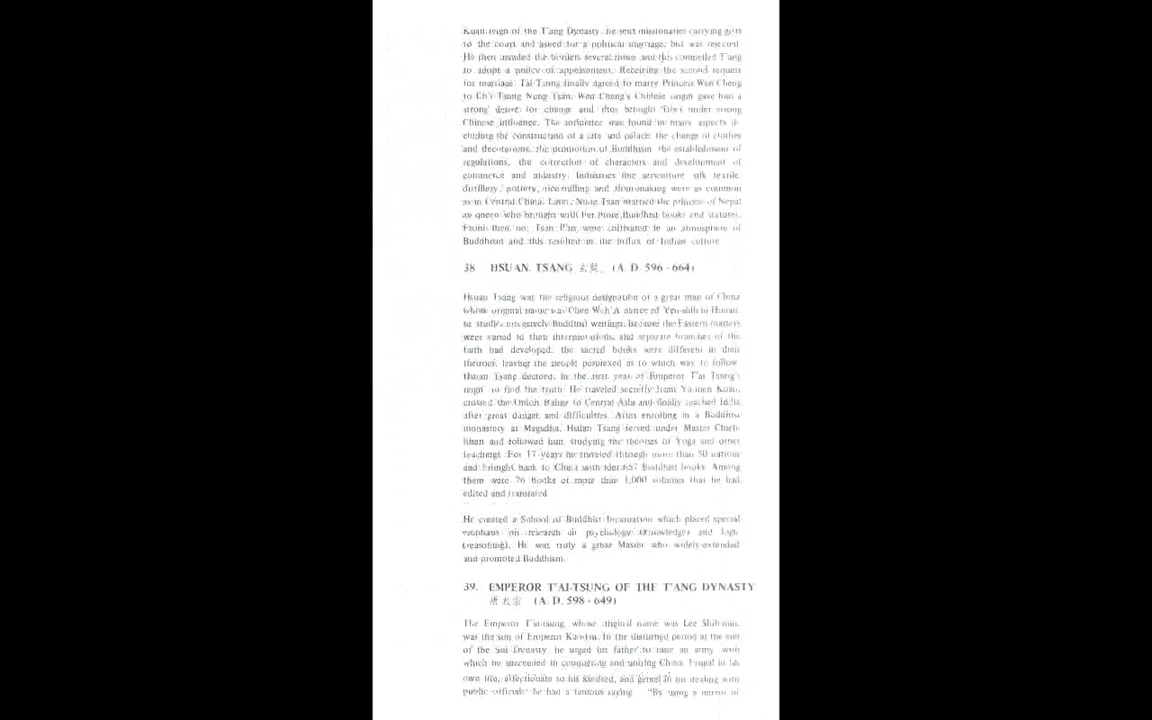 Kuan reign of the T'ang Dynasty, he sent missionaries carrying gifts
to the court and asked for a political marriage, but was rejected.
He then invaded the borders several times and this compelled T'ang
to adopt a policy of appeasement. Receiving the second request
for marriage, Tai-Tsung finally agreed to marry Princess Wen Cheng
to Ch'i Tsung Nung Tsan. Wen Cheng's Chinese origin gave him a
strong desire for change and thus brought Tibet under strong
Chinese influence. The influence was found in many aspects in-
cluding the construction of a city and palace, the change of clothes
and decorations, the promotion of Buddhism, the establishment of
regulations, the correction of characters and development of
commerce and industry. Industries like sericulture silk textile,
distillery, pottery, rice-milling and were as common
as in Central China. Later, Nung Tsan married the princess of Nepal
as queen who brought with her more Buddhist books and statures.
From then on, Tsan were cultivated in an atmosphere of
Buddhism and this resulted in the influx of Indian culture
38 HSUAN TSANG 玄奘 (A. D. 596 - 664)
Hsuan Tsang was the religious designation of a great man of China
whose original name was Chen A native of in Honan,
he studied Buddhist writings, because the Eastern masters
were varied in their interpretations, and separate branches of the
faith had developed, the sacred books were different in their
theories, leaving the people perplexed as to which way to follow
Hsuan Tsang decided, in the first year of Emperor T'ai Tsung's
reign to find the truth. He traveled secretly from Yu-men Kuan,
crossed the Range to Central Asia and finally reached India
after great danger and difficulties. After enrolling in a Buddhist
monastery at Magadha, Hsuan Tsang served under Master
and followed him, studying the theories of Yoga and other
For 17 years he traveled through more than 50 nations
and brought back to China with 657 Buddhist books. Among
them were 76 books of more than 1,000 volumes that he had
edited and translated
He created a School of Buddhist Incarnation which placed special
emphasis on research in psychology, knowledge and logic
(reasoning). He was truly a great Master who widely extended
and promoted Buddhism.
39. EMPEROR T'AI-TSUNG OF THE T'ANG DYNASTY
唐太宗 (A. D. 598 - 649)
The Emperor T'ai-tsung, whose original name was Lee Shih-min,
was the son of Emperor Kao-tsu. In the disturbed period at the end
of the Sui Dynasty, he urged his father to raise an army with
which he succeeded in conquering and uniting China. Frugal in his
own life, affectionate to his kindred, and genial in his dealing with
public officials he had a famous saying "By using a mirror of